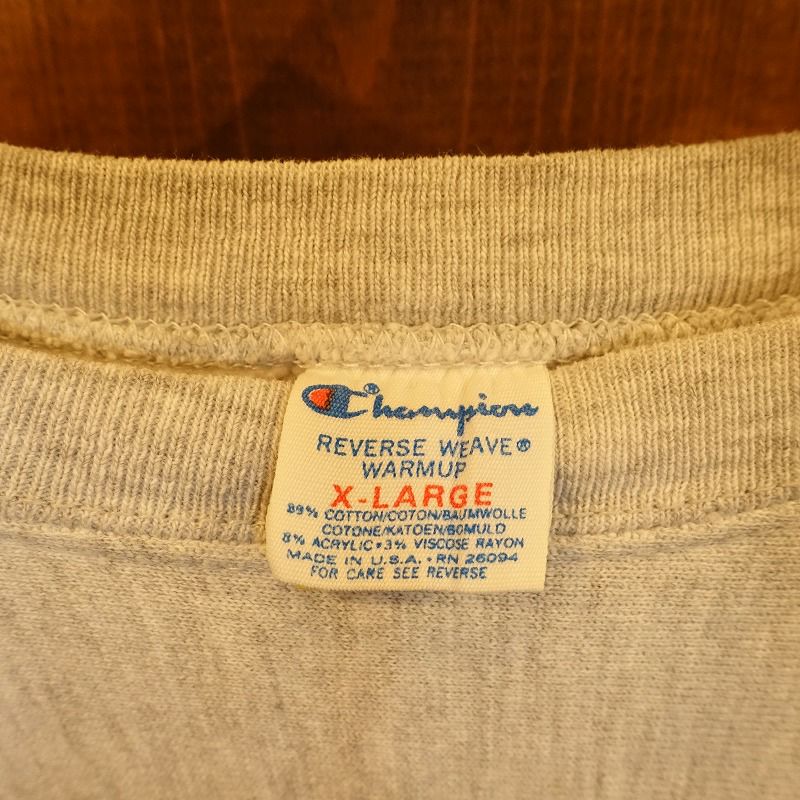 Champion®
REVERSE WEAVE®
WARMUP
X-LARGE
89% COTTON/COTON/BAUMWOLLE
COTONE/KATOEN/BOMULD
8% ACRYLIC • 3% VISCOSE RAYON
MADE IN U.S.A. • RN 26094
FOR CARE SEE REVERSE